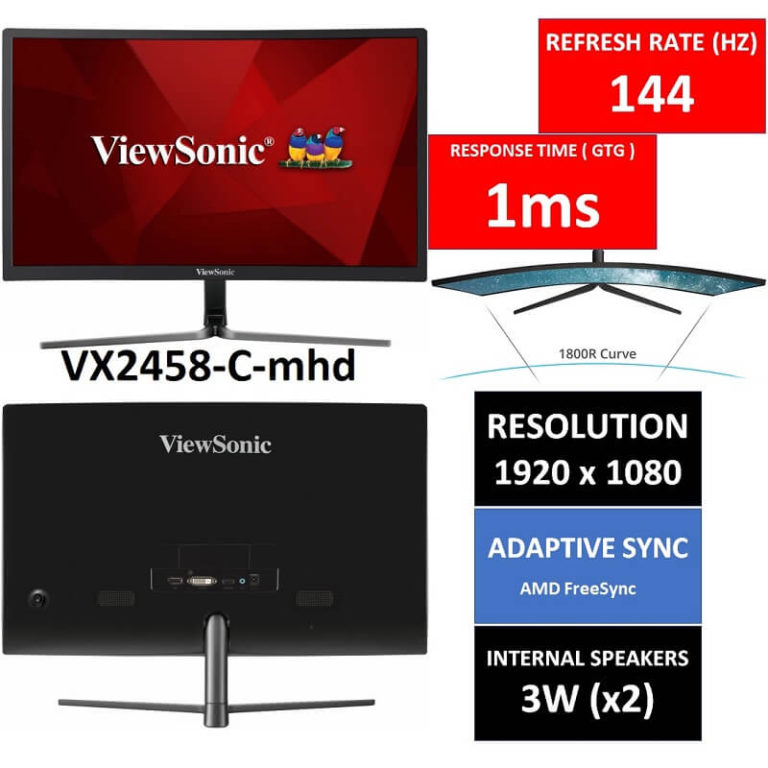 REFRESH RATE (HZ)
144
RESPONSE TIME ( GTG )
1ms
ViewSonic®
ViewSonic
1800R Curve
VX2458-C-mhd
ViewSonic
RESOLUTION
1920 x 1080
ADAPTIVE SYNC
AMD FreeSync
INTERNAL SPEAKERS
3W (x2)